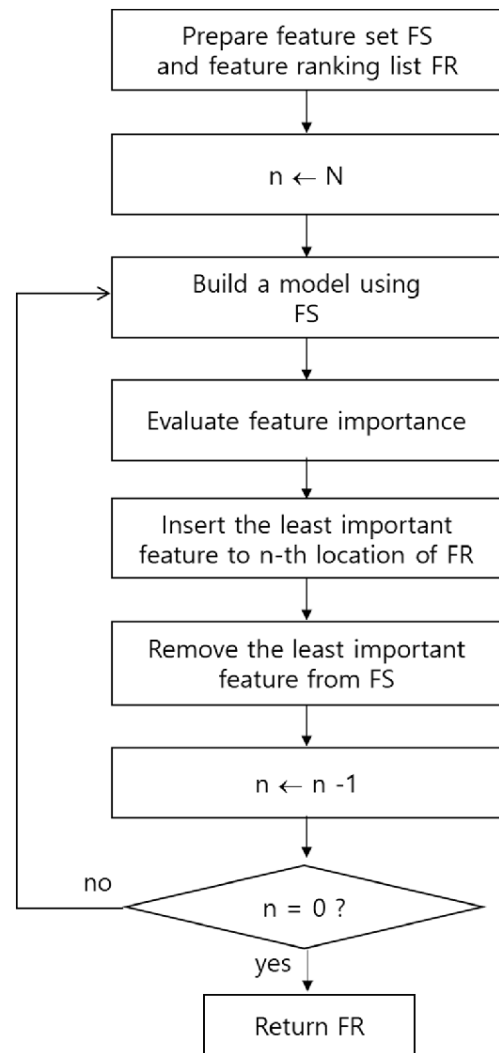 Prepare feature set FS
and feature ranking list FR
n ← N
Build a model using
FS
Evaluate feature importance
Insert the least important
feature to n-th location of FR
Remove the least important
feature from FS
n ← n -1
no
n = 0 ?
yes
Return FR